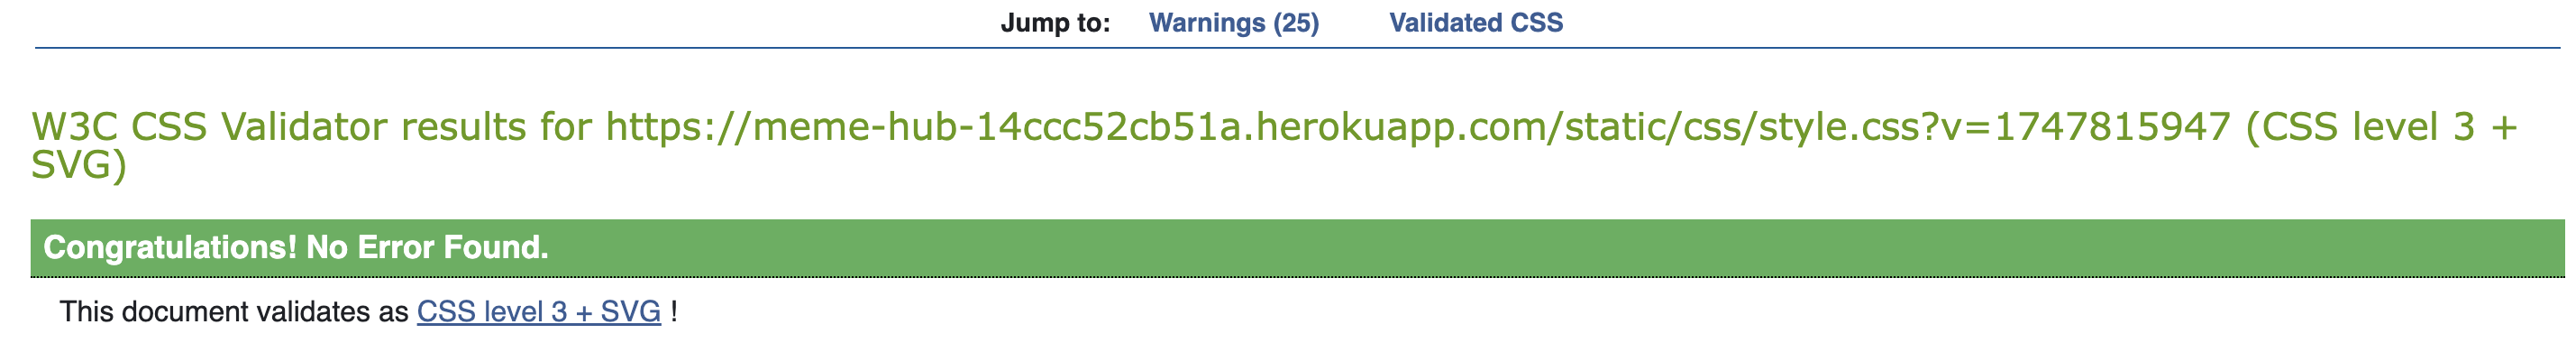 Jump to: Warnings (25) Validated CSS
W3C CSS Validator results for https://meme-hub-14ccc52cb51a.herokuapp.com/static/css/style.css?v=1747815947 (CSS level 3 +
SVG)
Congratulations! No Error Found.
This document validates as CSS level 3 + SVG !